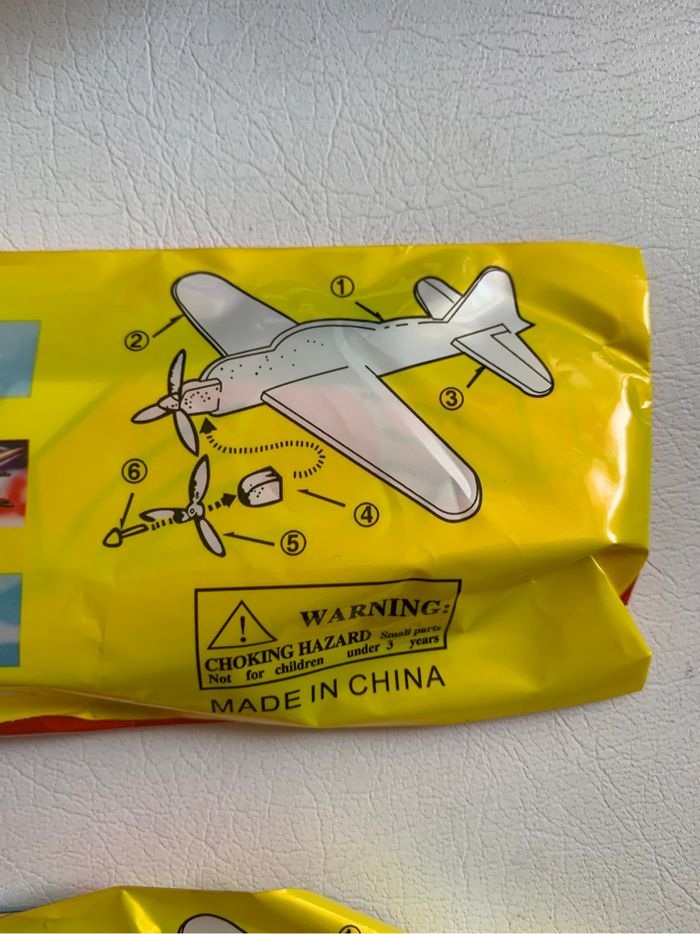 ①
②
③
⑥
④
⑤
WARNING:
CHOKING HAZARD Small parts
Not for children under 3 years
MADE IN CHINA